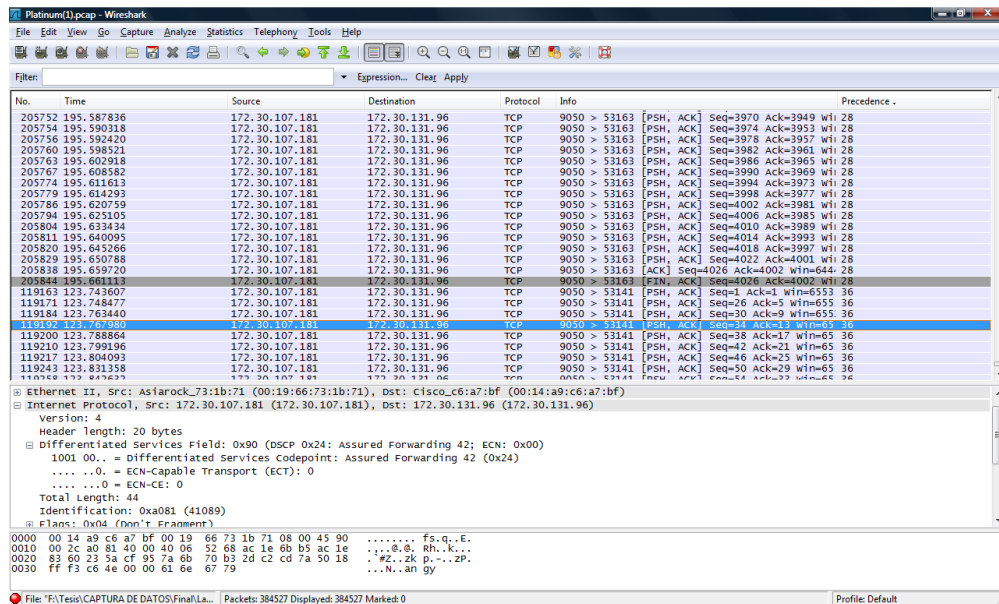 Platinum(1).pcap - Wireshark
File Edit View Go Capture Analyze Statistics Telephony Tools Help
Filter: Expression... Clear Apply
No. Time Source Destination Protocol Info Precedence .
205752 195.587836 172.30.107.181 172.30.131.96 TCP 9050 > 53163 [PSH, ACK] Seq=3970 Ack=3949 Wi 28
205754 195.590318 172.30.107.181 172.30.131.96 TCP 9050 > 53163 [PSH, ACK] Seq=3974 Ack=3953 Wi 28
205756 195.592420 172.30.107.181 172.30.131.96 TCP 9050 > 53163 [PSH, ACK] Seq=3978 Ack=3957 Wi 28
205760 195.598521 172.30.107.181 172.30.131.96 TCP 9050 > 53163 [PSH, ACK] Seq=3982 Ack=3961 Wi 28
205763 195.602918 172.30.107.181 172.30.131.96 TCP 9050 > 53163 [PSH, ACK] Seq=3986 Ack=3965 Wi 28
205767 195.608582 172.30.107.181 172.30.131.96 TCP 9050 > 53163 [PSH, ACK] Seq=3990 Ack=3969 Wi 28
205774 195.611613 172.30.107.181 172.30.131.96 TCP 9050 > 53163 [PSH, ACK] Seq=3994 Ack=3973 Wi 28
205779 195.614293 172.30.107.181 172.30.131.96 TCP 9050 > 53163 [PSH, ACK] Seq=3998 Ack=3977 Wi 28
205786 195.620759 172.30.107.181 172.30.131.96 TCP 9050 > 53163 [PSH, ACK] Seq=4002 Ack=3981 Wi 28
205794 195.625105 172.30.107.181 172.30.131.96 TCP 9050 > 53163 [PSH, ACK] Seq=4006 Ack=3985 Wi 28
205804 195.633434 172.30.107.181 172.30.131.96 TCP 9050 > 53163 [PSH, ACK] Seq=4010 Ack=3989 Wi 28
205811 195.640095 172.30.107.181 172.30.131.96 TCP 9050 > 53163 [PSH, ACK] Seq=4014 Ack=3993 Wi 28
205820 195.645266 172.30.107.181 172.30.131.96 TCP 9050 > 53163 [PSH, ACK] Seq=4018 Ack=3997 Wi 28
205829 195.650788 172.30.107.181 172.30.131.96 TCP 9050 > 53163 [PSH, ACK] Seq=4022 Ack=4001 Wi 28
205838 195.659720 172.30.107.181 172.30.131.96 TCP 9050 > 53163 [ACK] Seq=4026 Ack=4002 Win=644 28
205844 195.661113 172.30.107.181 172.30.131.96 TCP 9050 > 53163 [FIN, ACK] Seq=4026 Ack=4002 Wi 28
119163 123.743607 172.30.107.181 172.30.131.96 TCP 9050 > 53141 [PSH, ACK] Seq=1 Ack=1 Win=6553 36
119171 123.748477 172.30.107.181 172.30.131.96 TCP 9050 > 53141 [PSH, ACK] Seq=26 Ack=5 Win=655 36
119184 123.763440 172.30.107.181 172.30.131.96 TCP 9050 > 53141 [PSH, ACK] Seq=30 Ack=9 Win=655 36
119192 123.767980 172.30.107.181 172.30.131.96 TCP 9050 > 53141 [PSH, ACK] Seq=34 Ack=13 Win=65 36
119200 123.788864 172.30.107.181 172.30.131.96 TCP 9050 > 53141 [PSH, ACK] Seq=38 Ack=17 Win=65 36
119210 123.799196 172.30.107.181 172.30.131.96 TCP 9050 > 53141 [PSH, ACK] Seq=42 Ack=21 Win=65 36
119217 123.804093 172.30.107.181 172.30.131.96 TCP 9050 > 53141 [PSH, ACK] Seq=46 Ack=25 Win=65 36
119243 123.831358 172.30.107.181 172.30.131.96 TCP 9050 > 53141 [PSH, ACK] Seq=50 Ack=29 Win=65 36
119258 123.842632 172.30.107.181 172.30.131.96 TCP 9050 > 53141 [PSH, ACK] Seq=54 Ack=33 Win=65 36
Ethernet II, Src: Asiarock_73:1b:71 (00:19:66:73:1b:71), Dst: Cisco_c6:a7:bf (00:14:a9:c6:a7:bf)
Internet Protocol, Src: 172.30.107.181 (172.30.107.181), Dst: 172.30.131.96 (172.30.131.96)
Version: 4
Header length: 20 bytes
Differentiated Services Field: 0x90 (DSCP 0x24: Assured Forwarding 42; ECN: 0x00)
1001 00.. = Differentiated Services Codepoint: Assured Forwarding 42 (0x24)
.... ..0. = ECN-Capable Transport (ECT): 0
.... ...0 = ECN-CE: 0
Total Length: 44
Identification: 0xa081 (41089)
Flags: 0x04 (Don't Fragment)
0000 00 14 a9 c6 a7 bf 00 19 66 73 1b 71 08 00 45 90 ........ fs.q..E.
0010 00 2c a0 81 40 00 40 06 52 68 ac 1e 6b b5 ac 1e .,..@.@. Rh..k...
0020 83 60 23 5a cf 95 7a 6b 70 b3 2d c2 cd 7a 50 18 .`#Z..zk p.-..zP.
0030 ff f3 c6 4e 00 00 61 6e 67 79 ...N..an gy
File: "F:\Tesis\CAPTURA DE DATOS\Final\La... Packets: 384527 Displayed: 384527 Marked: 0 Profile: Default